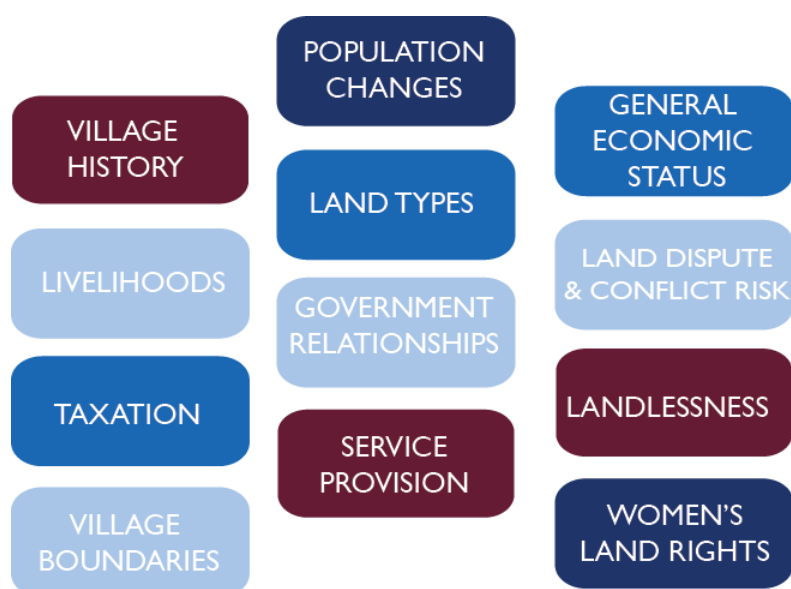 VILLAGE
HISTORY
LIVELIHOODS
TAXATION
VILLAGE
BOUNDARIES
POPULATION
CHANGES
LAND TYPES
GOVERNMENT
RELATIONSHIPS
SERVICE
PROVISION
GENERAL
ECONOMIC
STATUS
LAND DISPUTE
& CONFLICT RISK
LANDLESSNESS
WOMEN’S
LAND RIGHTS